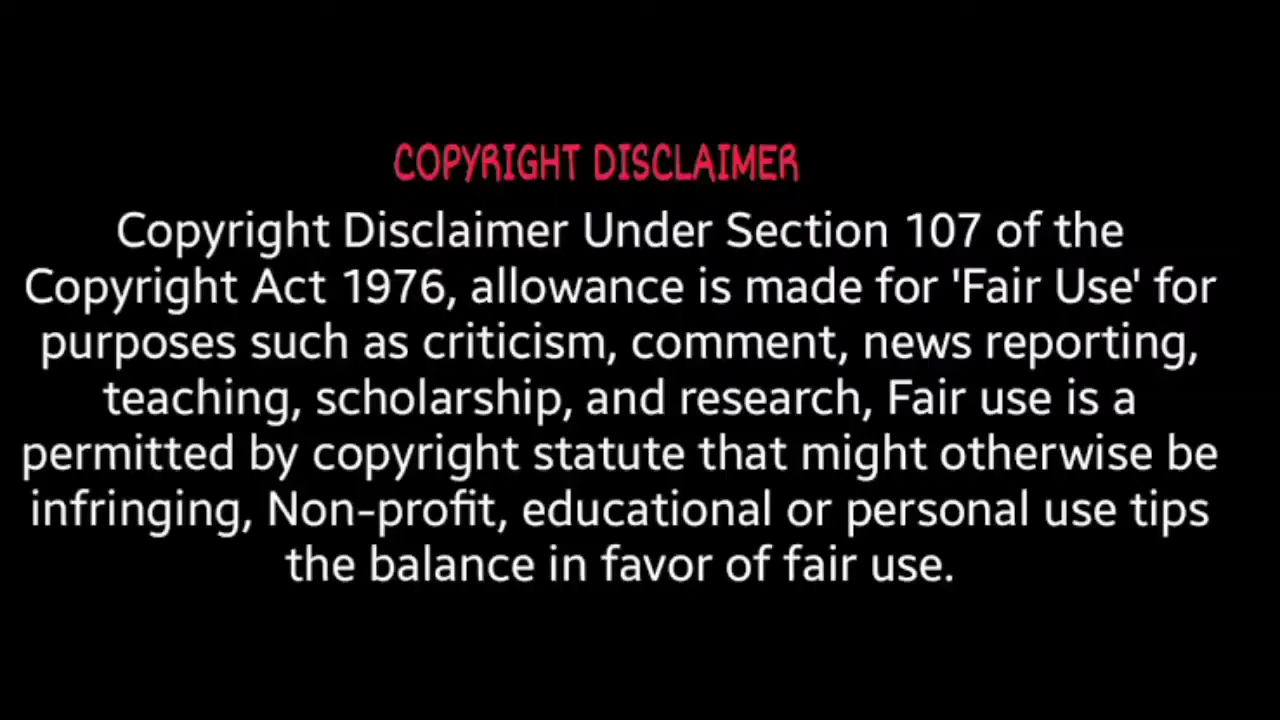 COPYRIGHT DISCLAIMER
Copyright Disclaimer Under Section 107 of the
Copyright Act 1976, allowance is made for 'Fair Use' for
purposes such as criticism, comment, news reporting,
teaching, scholarship, and research, Fair use is a
permitted by copyright statute that might otherwise be
infringing, Non-profit, educational or personal use tips
the balance in favor of fair use.